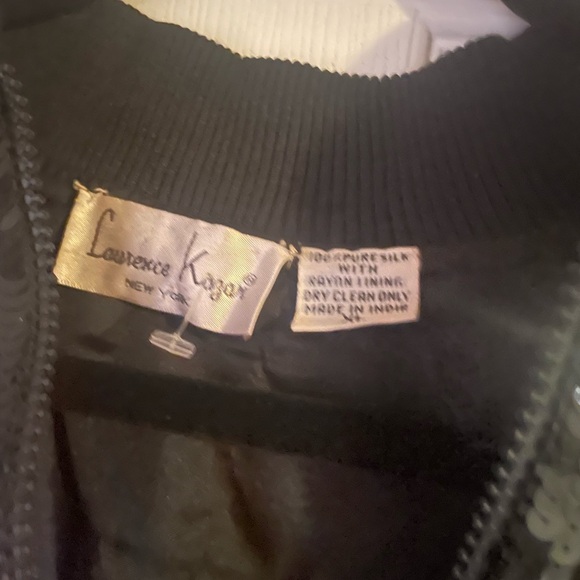 Lawrence Kazar®
NEW YORK
100% PURE SILK
WITH
RAYON LINING.
DRY CLEAN ONLY
MADE IN INDIA